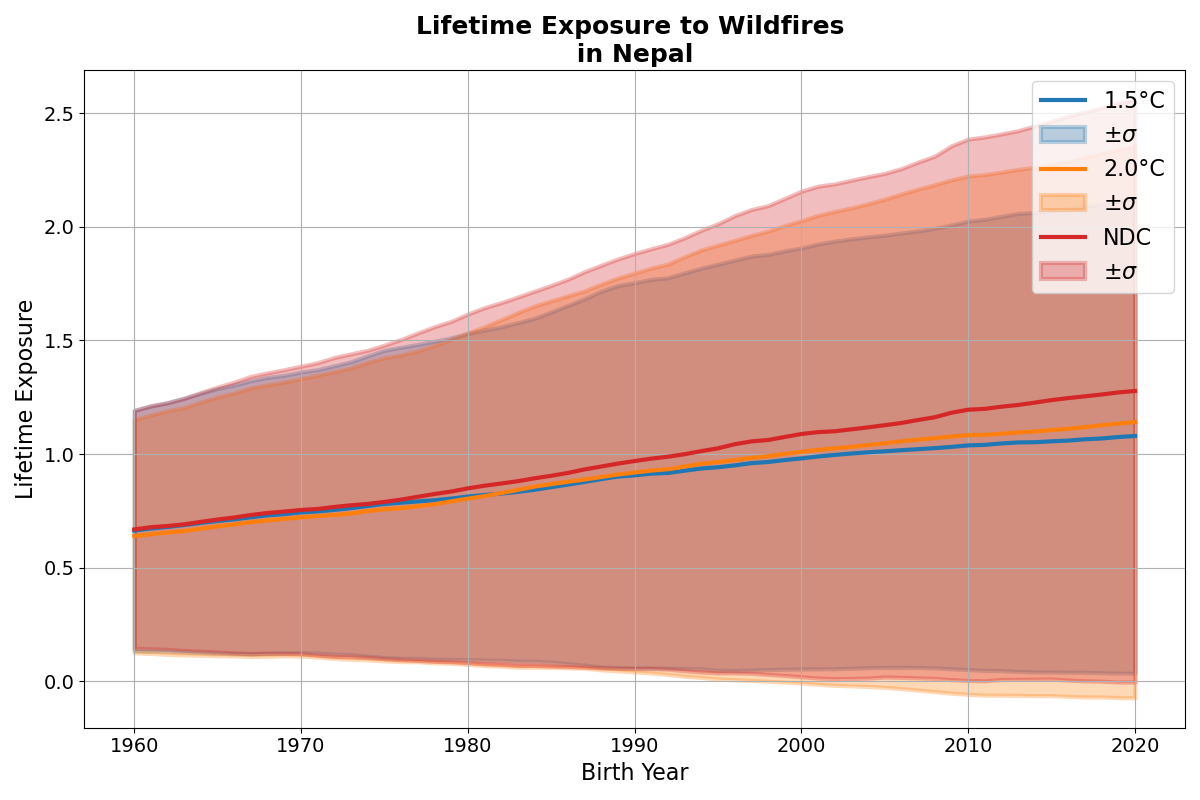 Lifetime Exposure to Wildfires
in Nepal
Lifetime Exposure
2.5
2.0
1.5
1.0
0.5
0.0
1960
1970
1980
1990
2000
2010
2020
Birth Year
1.5°C
±σ
2.0°C
±σ
NDC
±σ